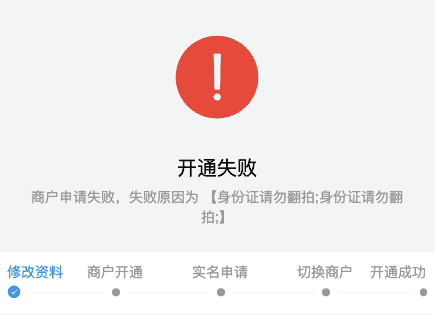 开通失败
商户申请失败，失败原因为 【身份证请勿翻拍;身份证请勿翻
拍;】
修改资料 商户开通 实名申请 切换商户 开通成功